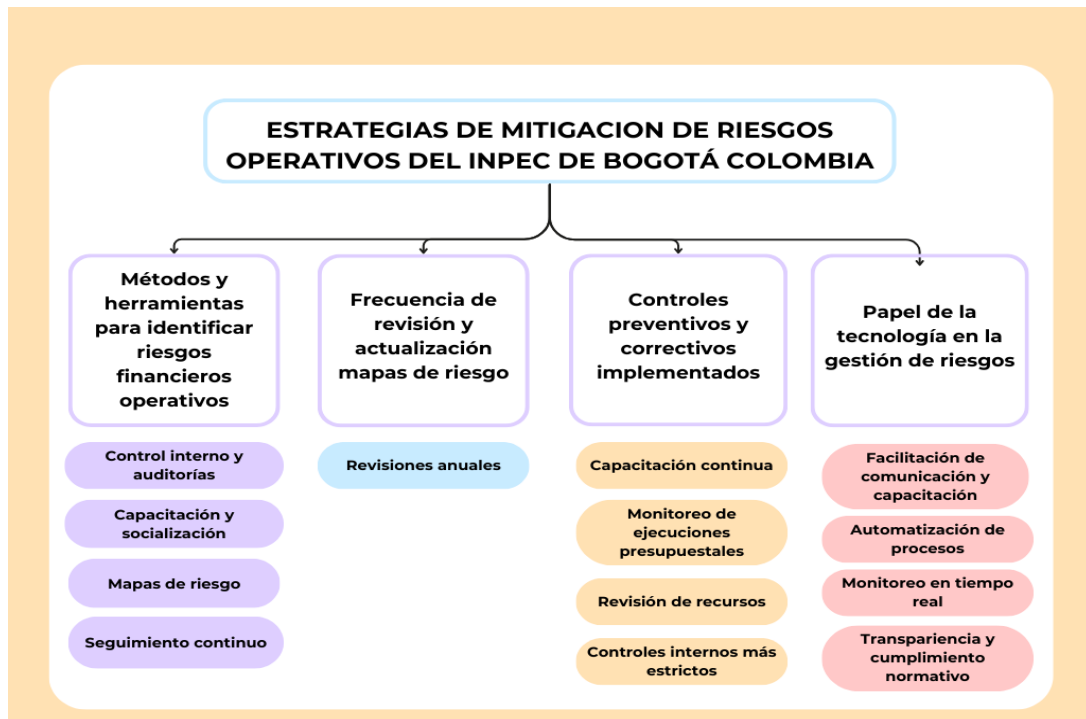 ESTRATEGIAS DE MITIGACION DE RIESGOS
OPERATIVOS DEL INPEC DE BOGOTÁ COLOMBIA
Métodos y
herramientas
para identificar
riesgos
financieros
operativos
Control interno y
auditorías
Capacitación y
socialización
Mapas de riesgo
Seguimiento continuo
Frecuencia de
revisión y
actualización
mapas de riesgo
Revisiones anuales
Controles
preventivos y
correctivos
implementados
Capacitación continua
Monitoreo de
ejecuciones
presupuestales
Revisión de recursos
Controles internos más
estrictos
Papel de la
tecnología en la
gestión de riesgos
Facilitación de
comunicación y
capacitación
Automatización de
procesos
Monitoreo en tiempo
real
Transpariencia y
cumplimiento
normativo